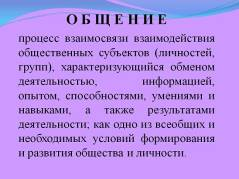 О Б Щ Е Н И Е
процесс взаимосвязи взаимодействия
общественных субъектов (личностей,
групп), характеризующийся обменом
деятельностью, информацией,
опытом, способностями, умениями и
навыками, а также результатами
деятельности; как одно из всеобщих и
необходимых условий формирования
и развития общества и личности.